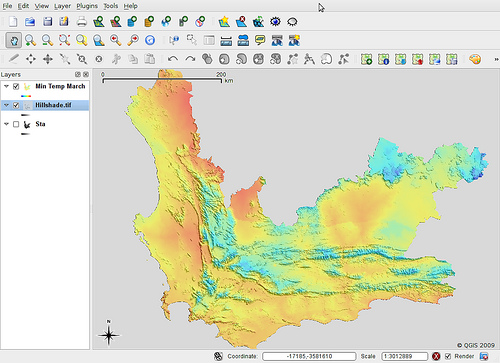 File Edit View Layer Plugins Tools Help
Layers
0 200
km
Min Temp March
Hillshade.tif
Sta
N
© QGIS 2009
Coordinate: -17185,-3581610 Scale 1:3012889 Render